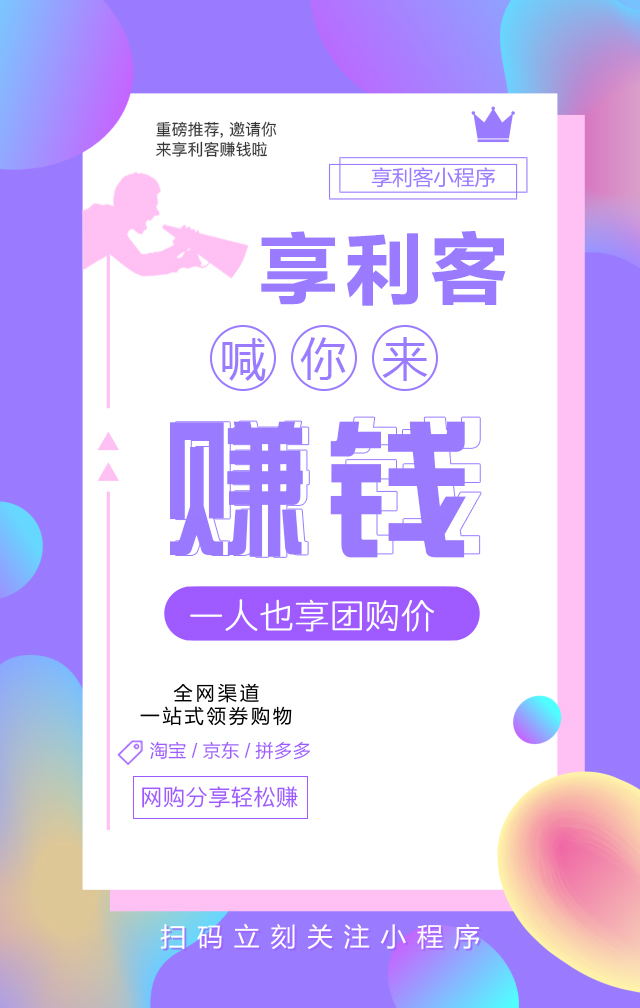 重磅推荐, 邀请你
来享利客赚钱啦
享利客小程序
享利客
喊你来
赚钱
一人也享团购价
全网渠道
一站式领券购物
淘宝 / 京东 / 拼多多
网购分享轻松赚
扫码立刻关注小程序